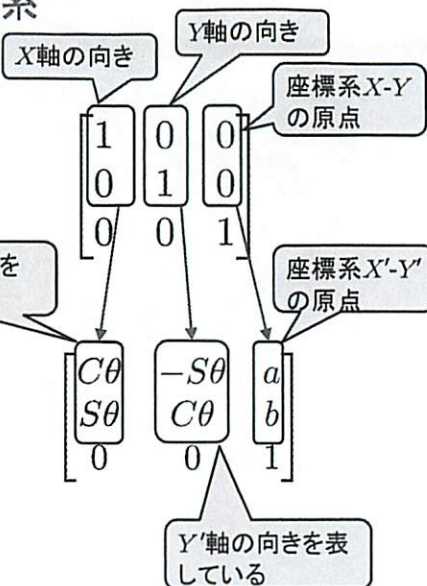 系
X軸の向き
Y軸の向き
座標系X-Y
の原点
1 0 0
0 1 0
0 0 1
を
座標系X'-Y'
の原点
Cθ -Sθ a
Sθ Cθ b
0 0 1
Y'軸の向きを表
している